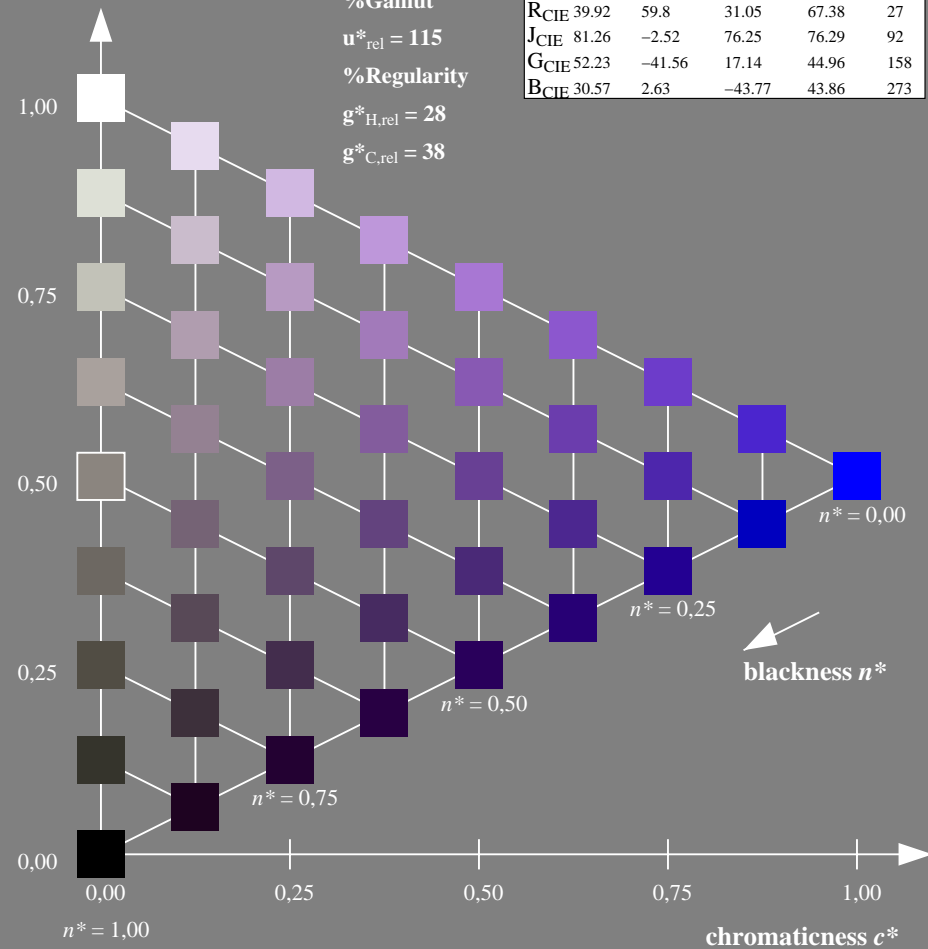 %Gamut
u*rel = 115
%Regularity
g*H,rel = 28
g*C,rel = 38
RCIE 39.92 59.8 31.05 67.38 27
JCIE 81.26 −2.52 76.25 76.29 92
GCIE 52.23 −41.56 17.14 44.96 158
BCIE 30.57 2.63 −43.77 43.86 273
1,00
0,75
0,50
n* = 0,00
n* = 0,25
blackness n*
0,25
n* = 0,50
n* = 0,75
0,00
0,00 0,25 0,50 0,75 1,00
n* = 1,00
chromaticness c*